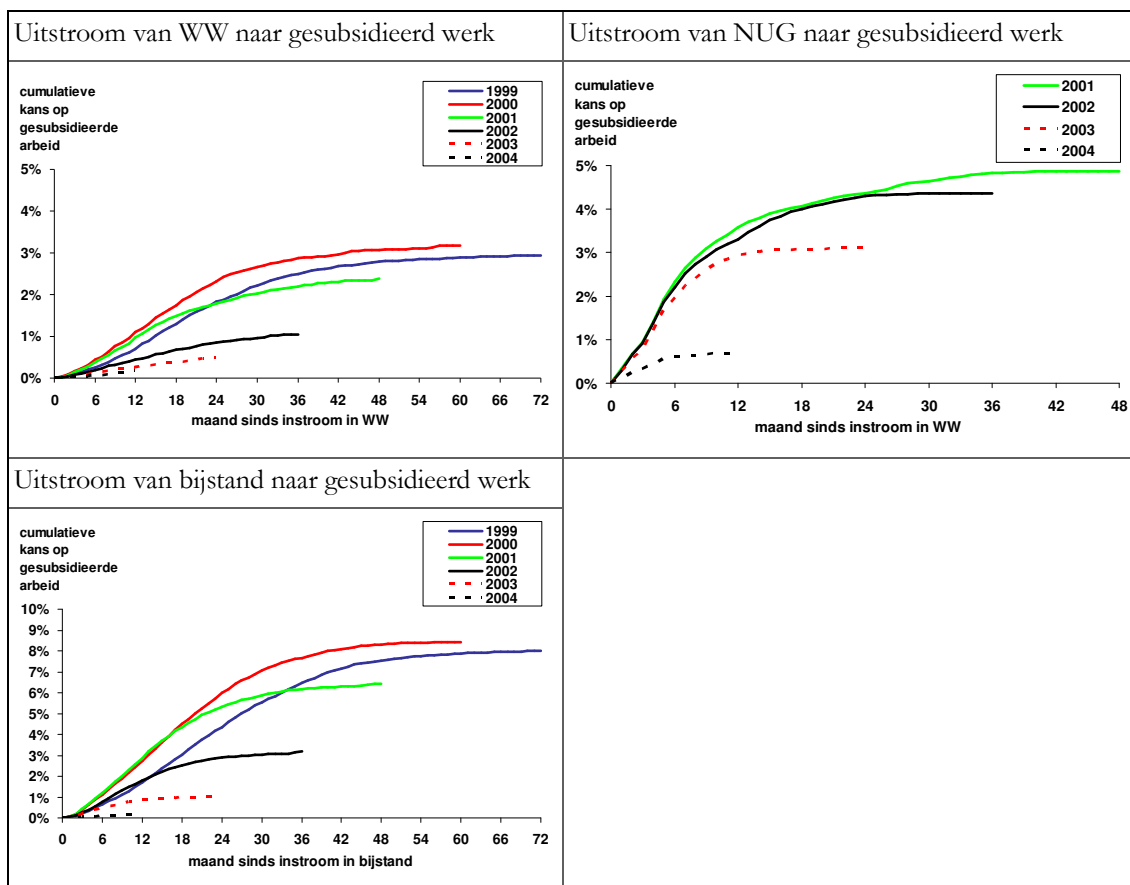 Uitstroom van WW naar gesubsidieerd werk
cumulatieve
kans op
gesubsidieerde
arbeid
1999
2000
2001
2002
2003
2004
5%
4%
3%
2%
1%
0%
0 6 12 18 24 30 36 42 48 54 60 66 72
maand sinds instroom in WW
Uitstroom van NUG naar gesubsidieerd werk
cumulatieve
kans op
gesubsidieerde
arbeid
2001
2002
2003
2004
5%
4%
3%
2%
1%
0%
0 6 12 18 24 30 36 42 48
maand sinds instroom in WW
Uitstroom van bijstand naar gesubsidieerd werk
cumulatieve
kans op
gesubsidieerde
arbeid
1999
2000
2001
2002
2003
2004
10%
9%
8%
7%
6%
5%
4%
3%
2%
1%
0%
0 6 12 18 24 30 36 42 48 54 60 66 72
maand sinds instroom in bijstand